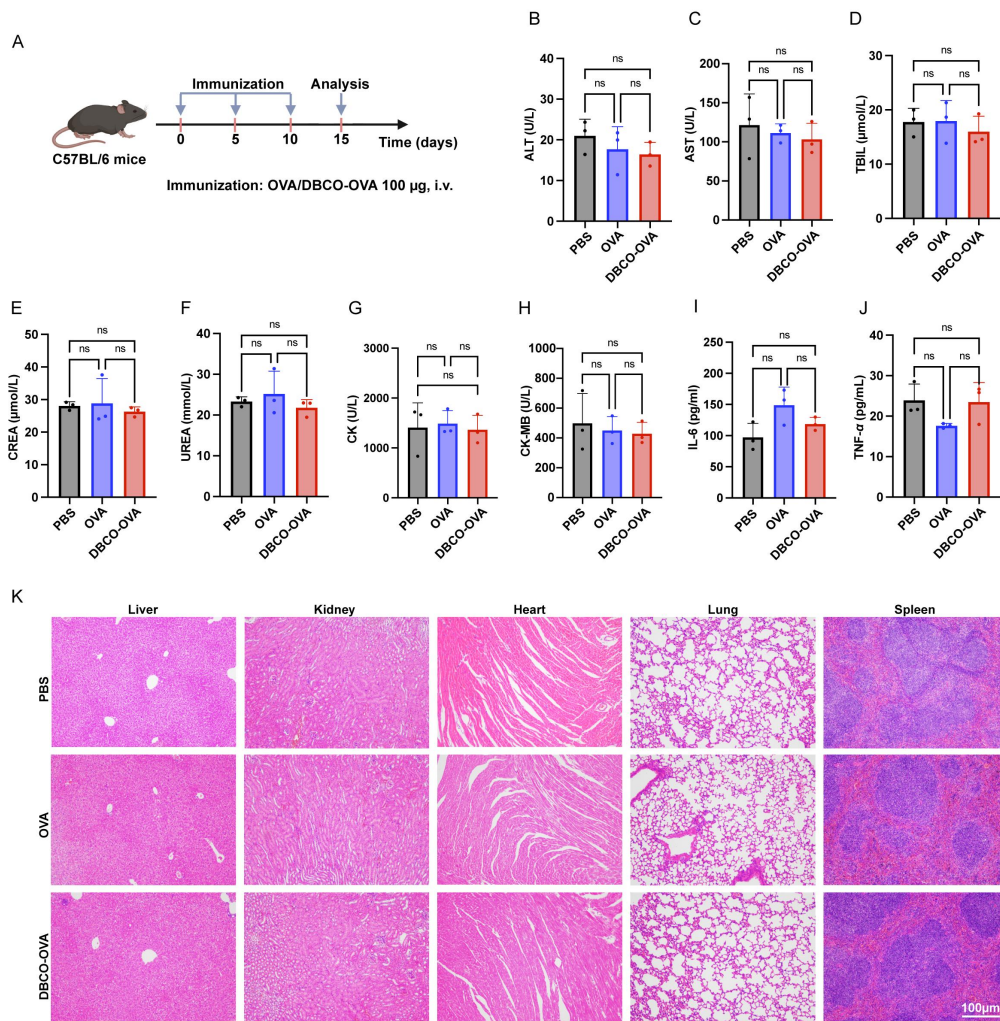 A
Immunization Analysis
0 5 10 15 Time (days)
C57BL/6 mice
Immunization: OVA/DBCO-OVA 100 μg, i.v.
B
ALT (U/L)
30
20
10
0
ns
ns ns
PBS
OVA
DBCO-OVA
C
AST (U/L)
200
150
100
50
0
ns
ns ns
PBS
OVA
DBCO-OVA
D
TBIL (μmol/L)
30
20
10
0
ns
ns ns
PBS
OVA
DBCO-OVA
E
CREA (μmol/L)
50
40
30
20
10
0
ns
ns ns
PBS
OVA
DBCO-OVA
F
UREA (mmol/L)
40
30
20
10
0
ns
ns ns
PBS
OVA
DBCO-OVA
G
CK (U/L)
3000
2000
1000
0
ns ns
ns
PBS
OVA
DBCO-OVA
H
CK-MB (U/L)
1000
800
600
400
200
0
ns
ns ns
PBS
OVA
DBCO-OVA
I
IL-6 (pg/mL)
250
200
150
100
50
0
ns
ns ns
PBS
OVA
DBCO-OVA
J
TNF-α (pg/mL)
40
30
20
10
0
ns
ns ns
PBS
OVA
DBCO-OVA
K
Liver Kidney Heart Lung Spleen
PBS
OVA
DBCO-OVA
100μm